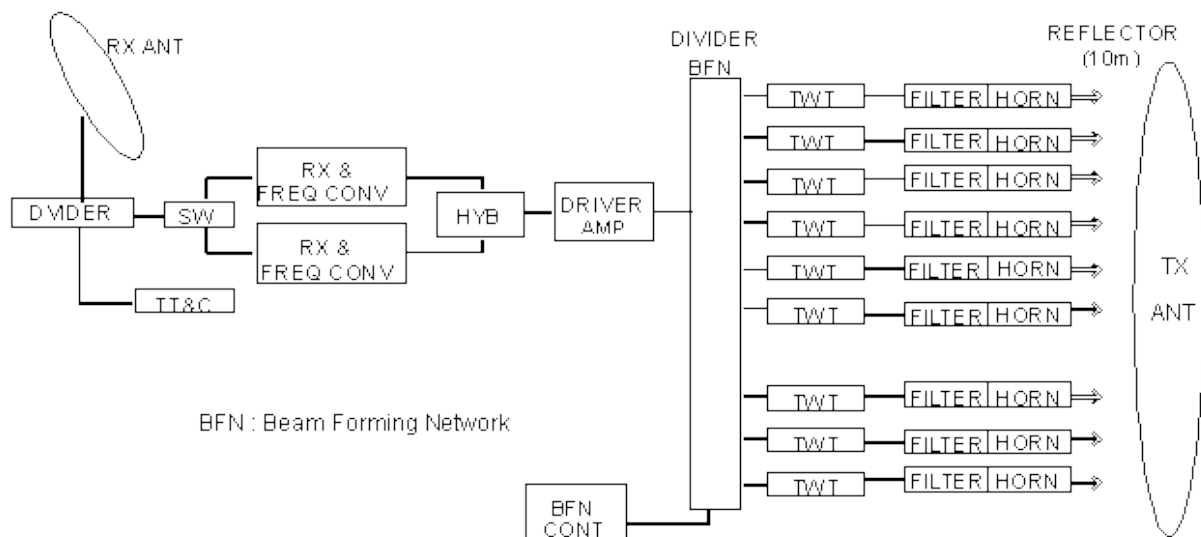 RX ANT
DIVIDER
SW
TT&C
RX &
FREQ CONV
RX &
FREQ CONV
HYB
DRIVER
AMP
DIVIDER
BFN
BFN
CONT
BFN : Beam Forming Network
TWT
FILTER HORN
TWT
FILTER HORN
TWT
FILTER HORN
TWT
FILTER HORN
TWT
FILTER HORN
TWT
FILTER HORN
TWT
FILTER HORN
TWT
FILTER HORN
TWT
FILTER HORN
REFLECTOR
(10m)
TX
ANT